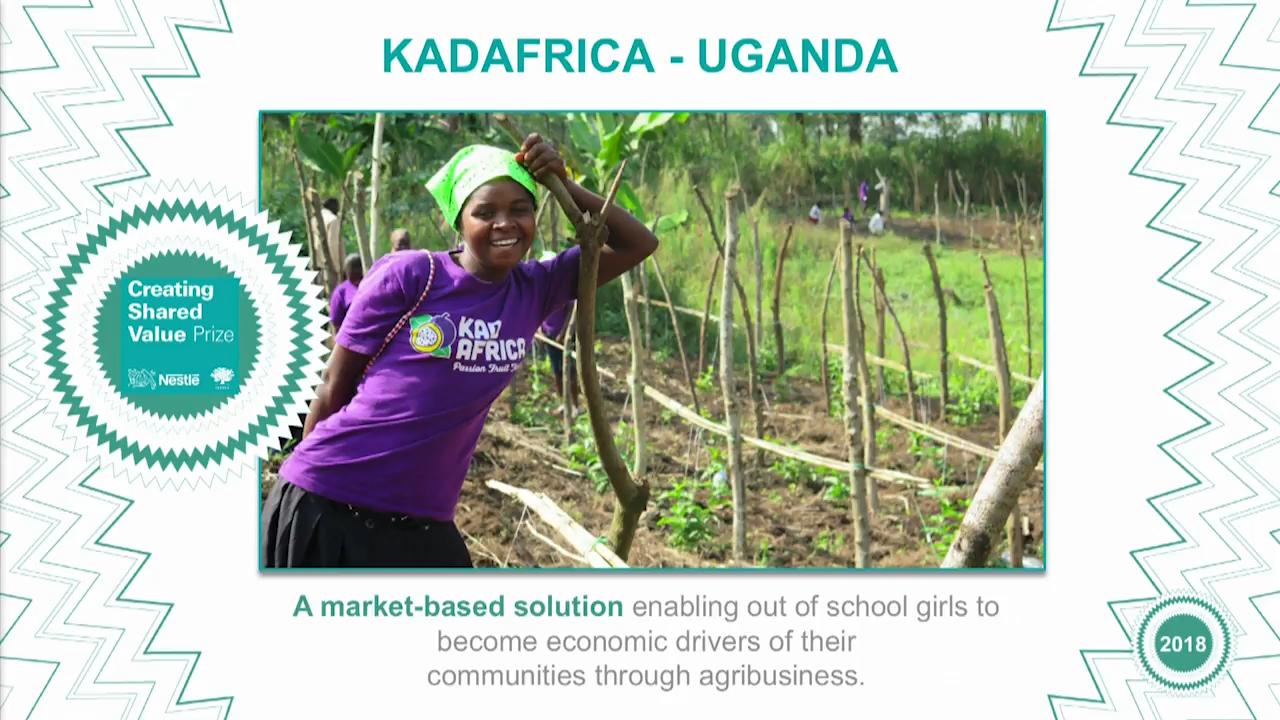 KADAFRICA - UGANDA
Creating
Shared
Value Prize
Nestlé
KAD
AFRICA
Passion Fruit
A market-based solution enabling out of school girls to
become economic drivers of their
communities through agribusiness.
2018